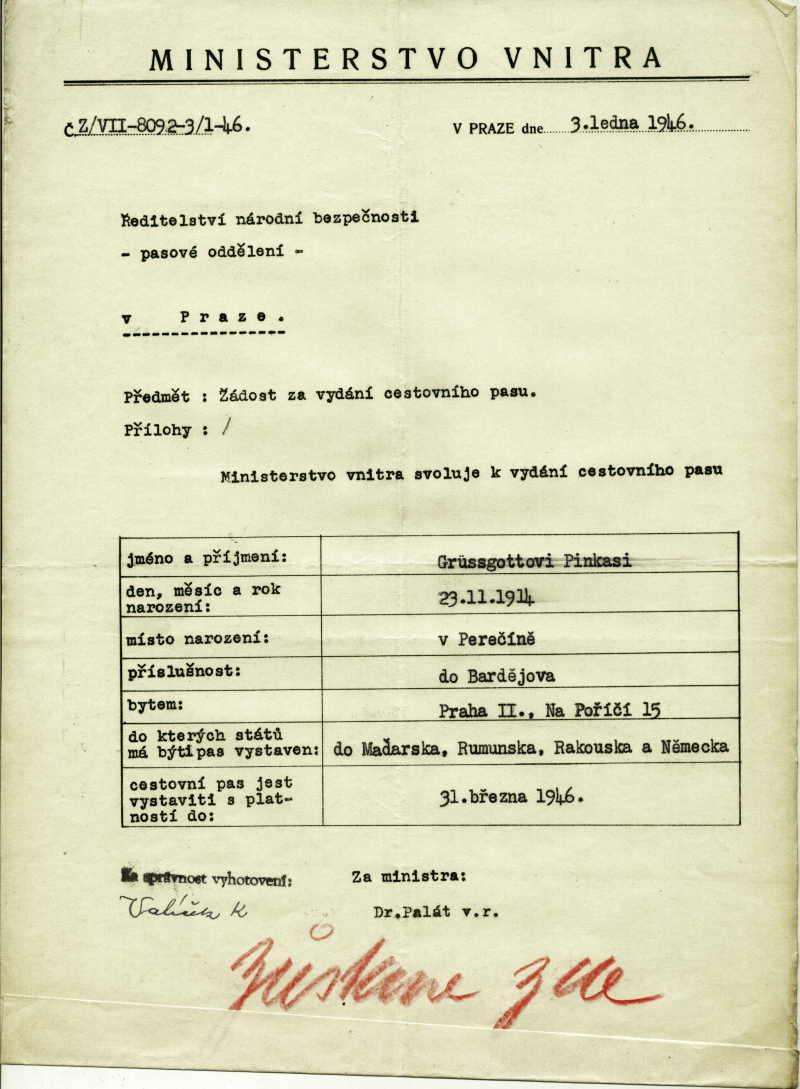 MINISTERSTVO VNITRA
Č. Z/VII-8092-3/1-46.
V PRAZE dne 3.ledna 1946.
Ředitelství národní bezpečnosti
- pasové oddělení -
v Praze.
Předmět : Žádost za vydání cestovního pasu.
Přílohy : /
Ministerstvo vnitra svoluje k vydání cestovního pasu
jméno a příjmení: Grüssgottovi Pinkasi
den, měsíc a rok
narození: 23.11.1914
místo narození: v Perečíně
příslušnost: do Bardějova
bytem: Praha II., Na Poříčí 15
do kterých států
má býti pas vystaven: do Maďarska, Rumunska, Rakouska a Německa
cestovní pas jest
vystaviti s plat-
ností do: 31.března 1946.
Za správnost vyhotovení:
Za ministra:
Dr.Palát v.r.
zůstane zde